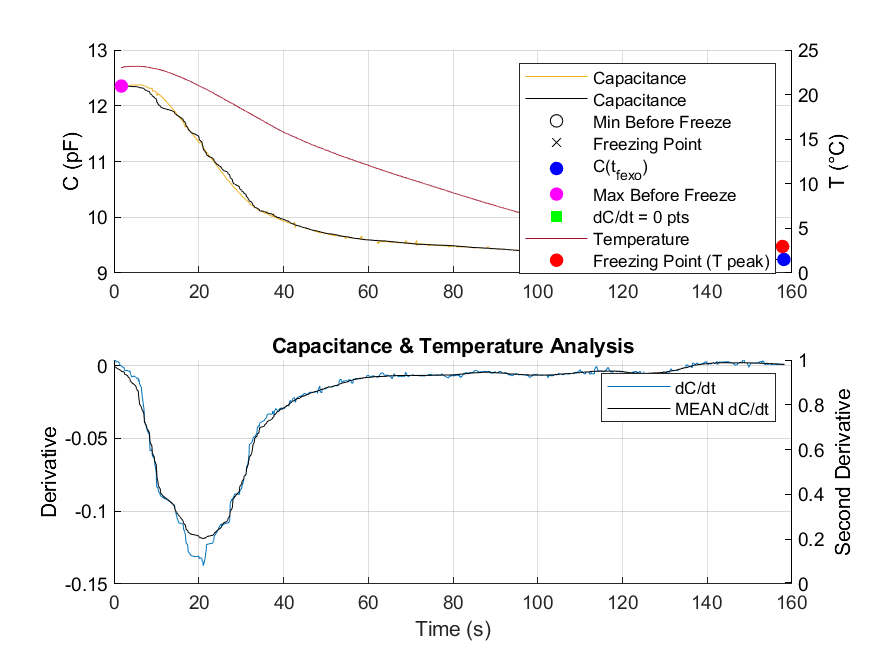 13
12
11
10
9
C (pF)
25
20
15
10
5
0
T (°C)
Capacitance
Capacitance
Min Before Freeze
Freezing Point
C(t_fexo)
Max Before Freeze
dC/dt = 0 pts
Temperature
Freezing Point (T peak)
0 20 40 60 80 100 120 140 160
Capacitance & Temperature Analysis
0
-0.05
-0.1
-0.15
Derivative
1
0.8
0.6
0.4
0.2
0
Second Derivative
dC/dt
MEAN dC/dt
0 20 40 60 80 100 120 140 160
Time (s)